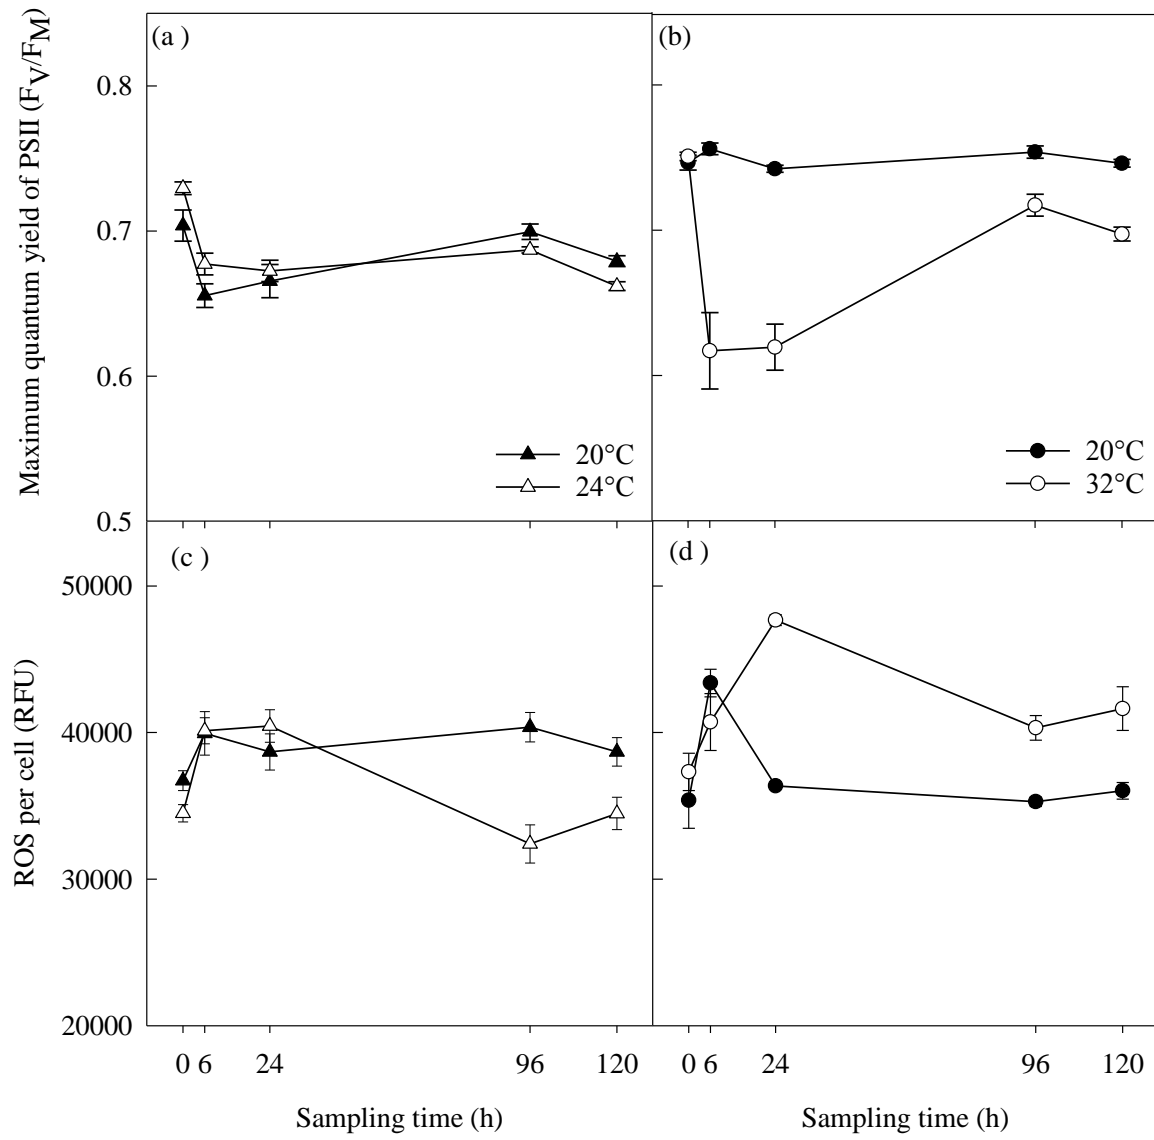 Maximum quantum yield of PSII (FV/FM)
(a )
(b)
0.8
0.7
0.6
0.5
20°C
24°C
20°C
32°C
ROS per cell (RFU)
(c )
(d )
50000
40000
30000
20000
0 6 24 96 120
0 6 24 96 120
Sampling time (h)
Sampling time (h)